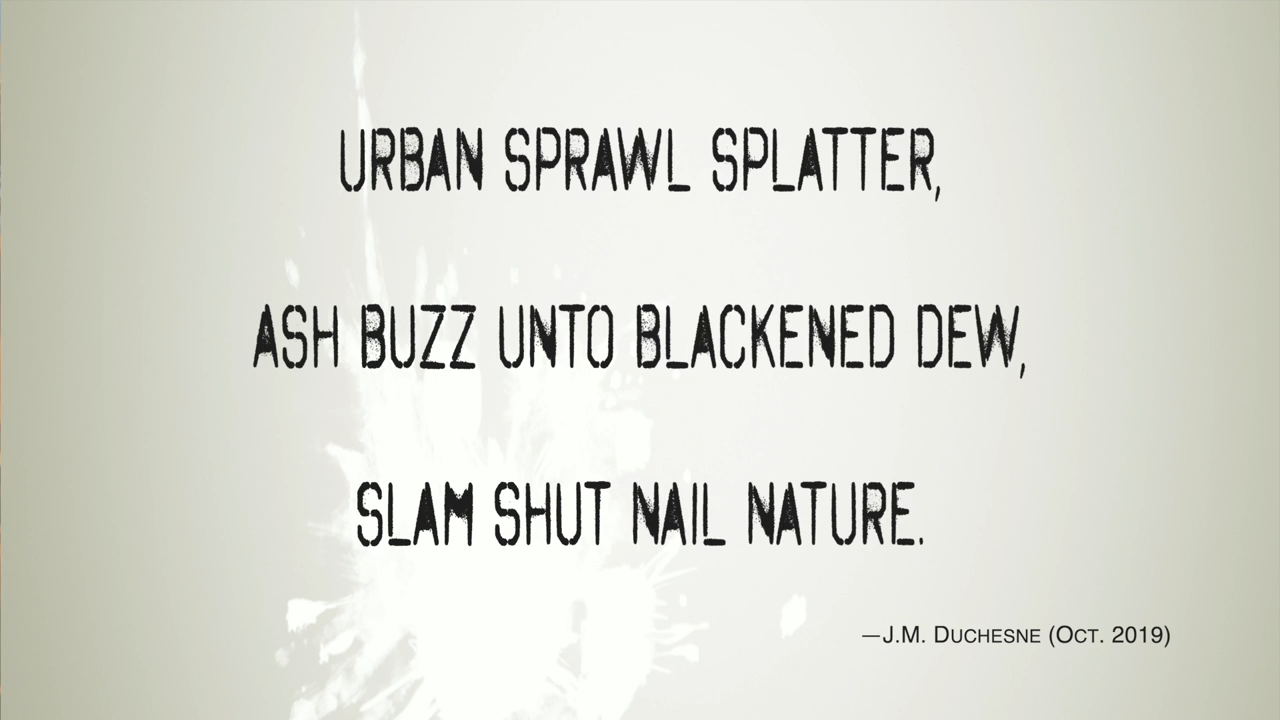 URBAN SPRAWL SPLATTER,
ASH BUZZ UNTO BLACKENED DEW,
SLAM SHUT NAIL NATURE.
—J.M. DUCHESNE (OCT. 2019)